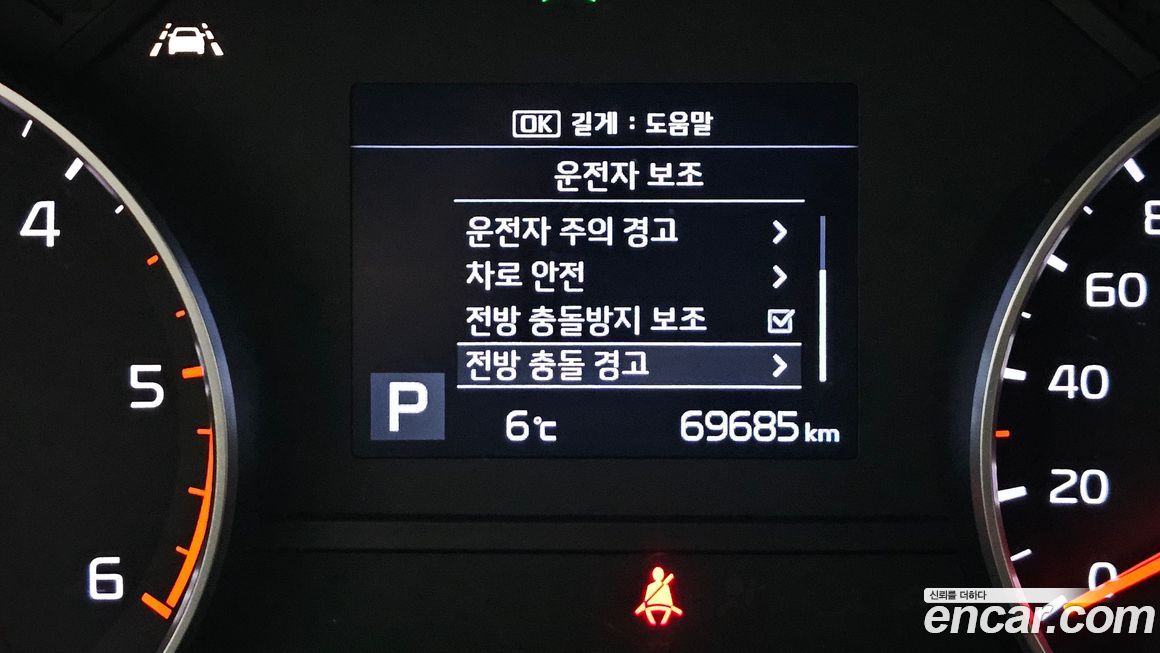 OK 길게 : 도움말
운전자 보조
운전자 주의 경고
차로 안전
전방 충돌방지 보조
전방 충돌 경고
P
6℃
69685 km
4
5
6
8
60
40
20
0
신뢰를 더하다
encar.com